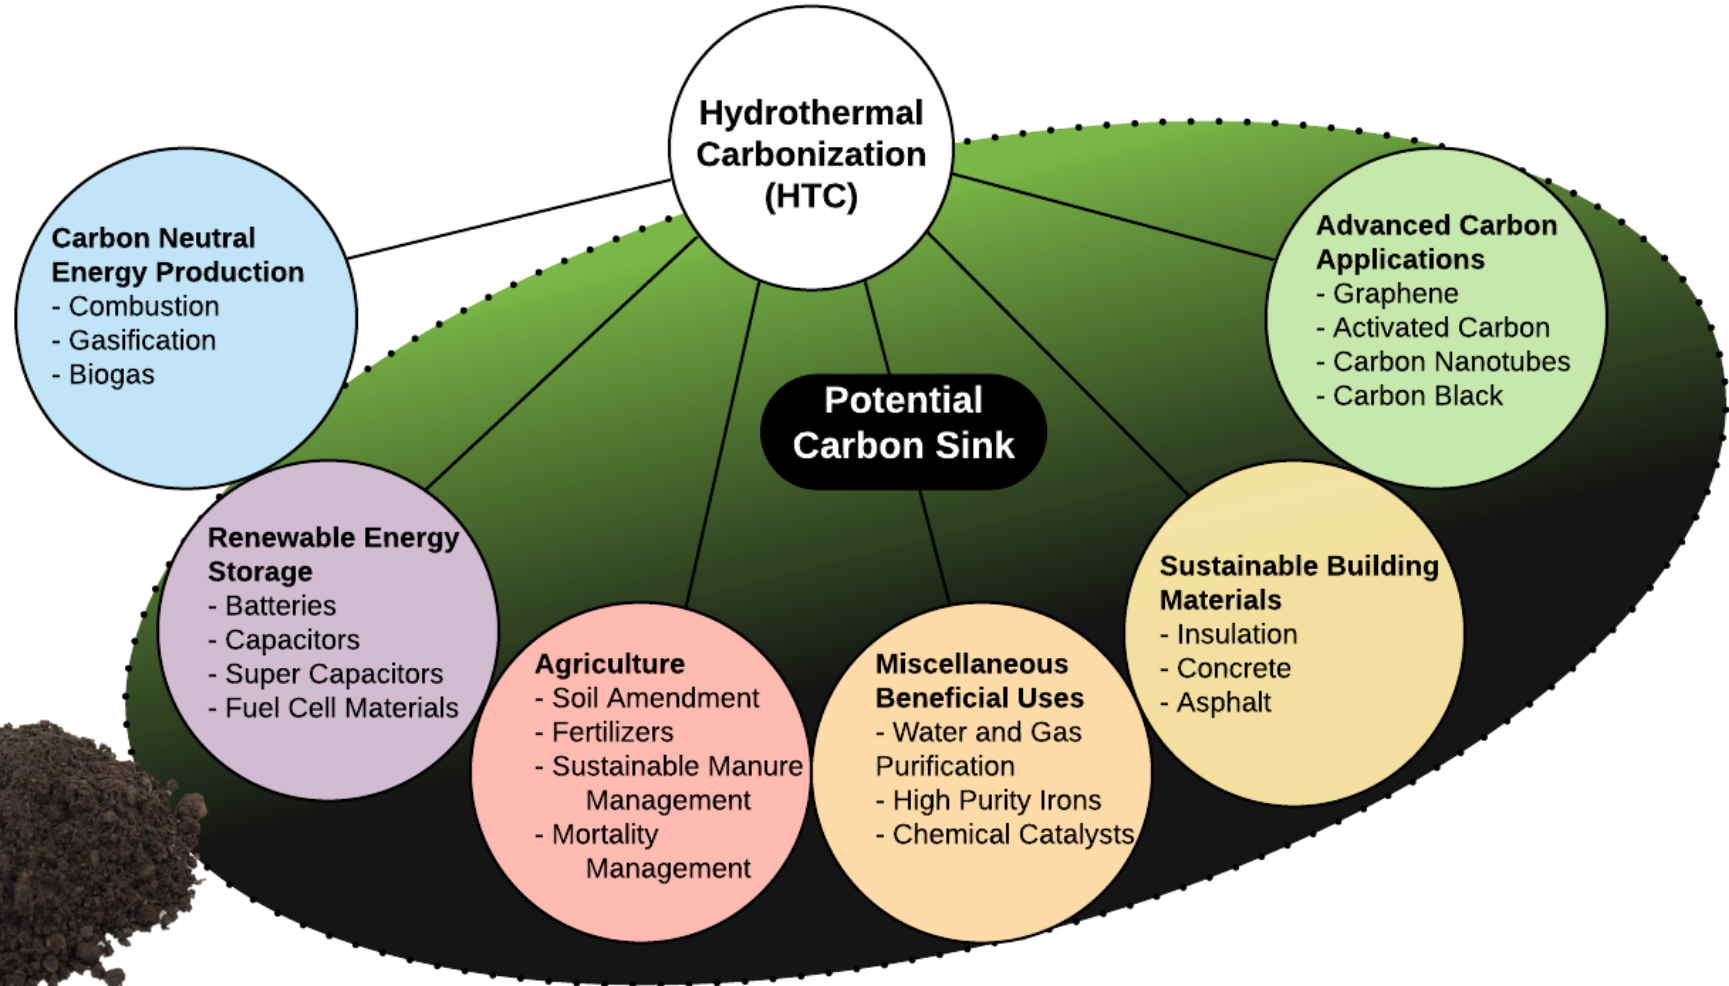 Hydrothermal
Carbonization
(HTC)
Carbon Neutral
Energy Production
- Combustion
- Gasification
- Biogas
Renewable Energy
Storage
- Batteries
- Capacitors
- Super Capacitors
- Fuel Cell Materials
Agriculture
- Soil Amendment
- Fertilizers
- Sustainable Manure
Management
- Mortality
Management
Potential
Carbon Sink
Miscellaneous
Beneficial Uses
- Water and Gas
Purification
- High Purity Irons
- Chemical Catalysts
Sustainable Building
Materials
- Insulation
- Concrete
- Asphalt
Advanced Carbon
Applications
- Graphene
- Activated Carbon
- Carbon Nanotubes
- Carbon Black